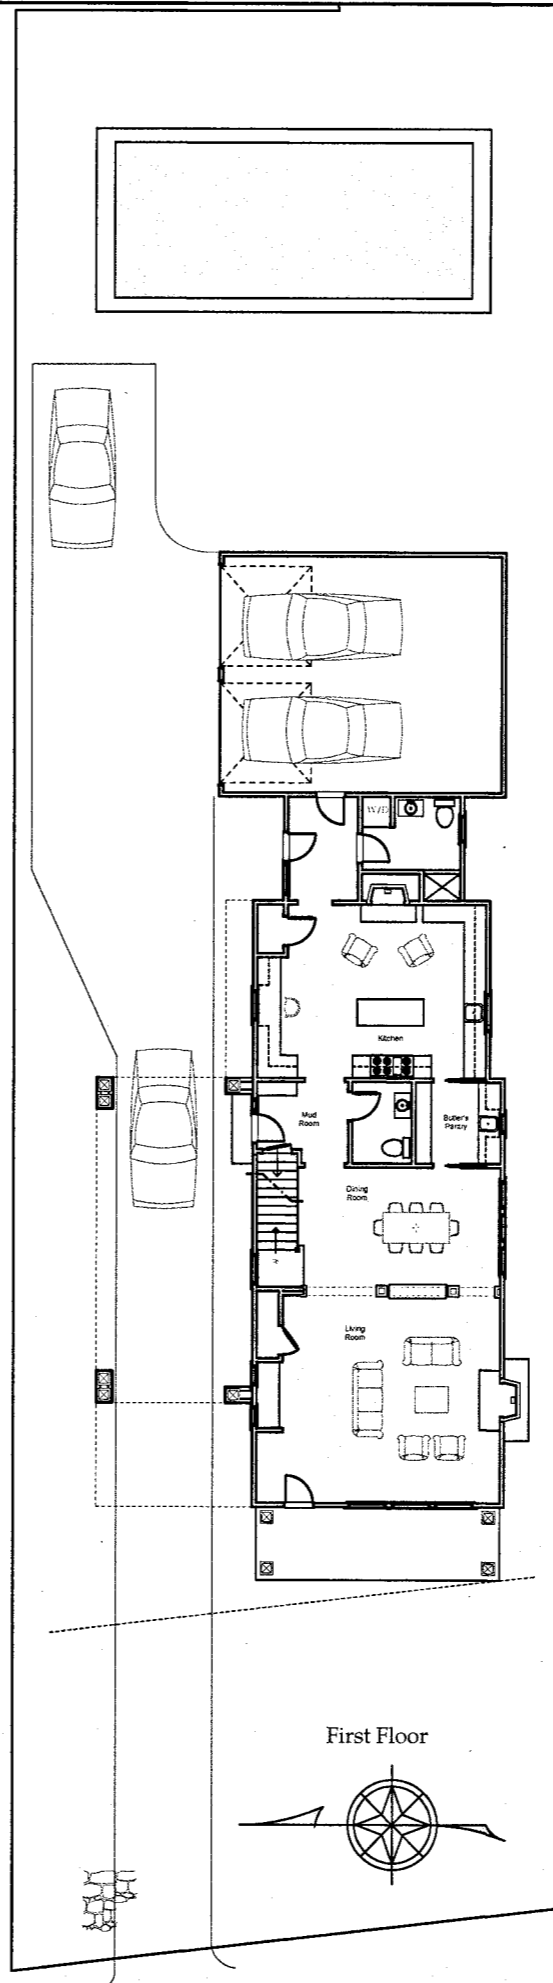 W/D
Kitchen
Mud
Room
Butler's
Pantry
Dining
Room
Living
Room
First Floor